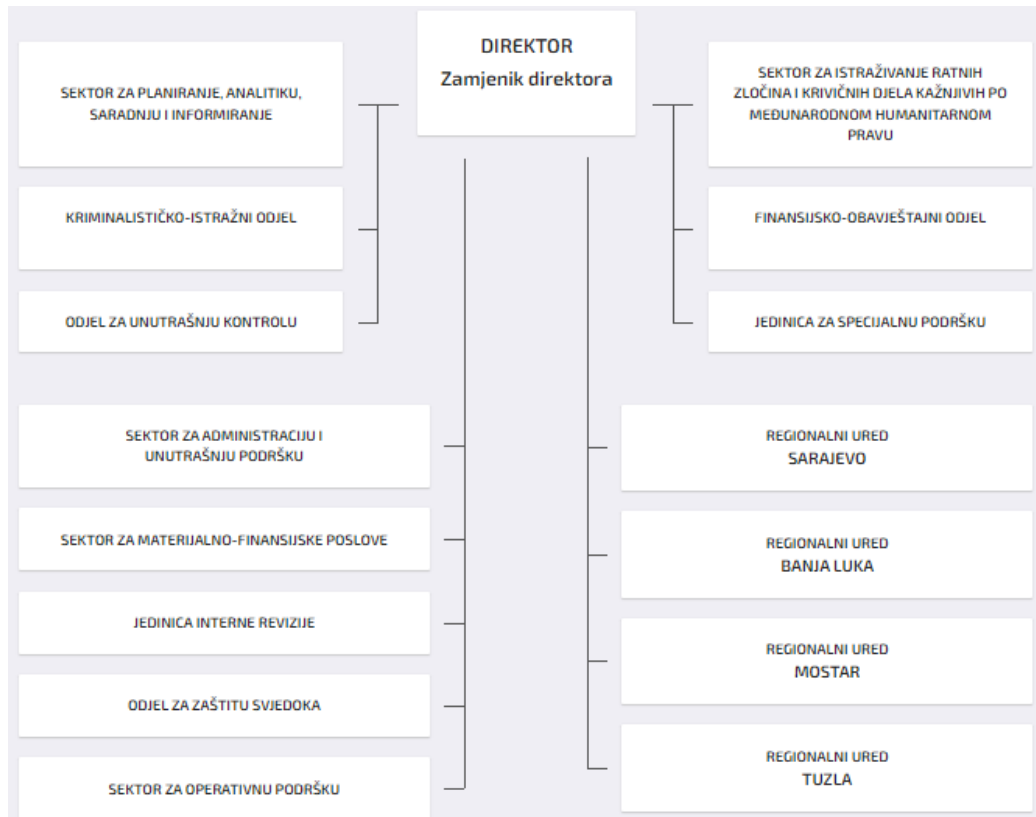 DIREKTOR
Zamjenik direktora
SEKTOR ZA PLANIRANJE, ANALITIKU,
SARADNJU I INFORMIRANJE
KRIMINALISTIČKO-ISTRAŽNI ODJEL
ODJEL ZA UNUTRAŠNJU KONTROLU
SEKTOR ZA ISTRAŽIVANJE RATNIH
ZLOČINA I KRIVIČNIH DJELA KAŽNJIVIH PO
MEĐUNARODNOM HUMANITARNOM
PRAVU
FINANSIJSKO-OBAVJEŠTAJNI ODJEL
JEDINICA ZA SPECIJALNU PODRŠKU
SEKTOR ZA ADMINISTRACIJU I
UNUTRAŠNJU PODRŠKU
SEKTOR ZA MATERIJALNO-FINANSIJSKE POSLOVE
JEDINICA INTERNE REVIZIJE
ODJEL ZA ZAŠTITU SVJEDOKA
SEKTOR ZA OPERATIVNU PODRŠKU
REGIONALNI URED
SARAJEVO
REGIONALNI URED
BANJA LUKA
REGIONALNI URED
MOSTAR
REGIONALNI URED
TUZLA